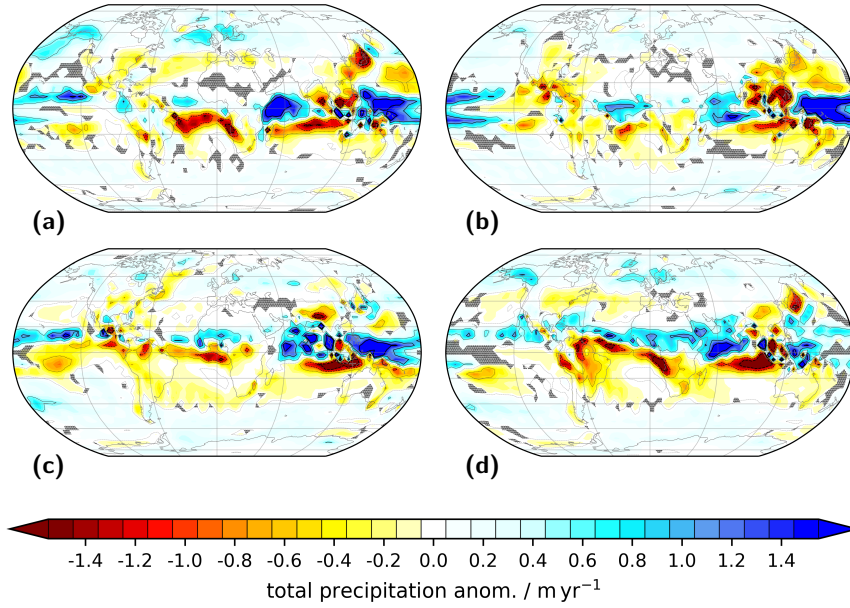 (a)
(b)
(c)
(d)
-1.4 -1.2 -1.0 -0.8 -0.6 -0.4 -0.2 0.0 0.2 0.4 0.6 0.8 1.0 1.2 1.4
total precipitation anom. / m yr⁻¹